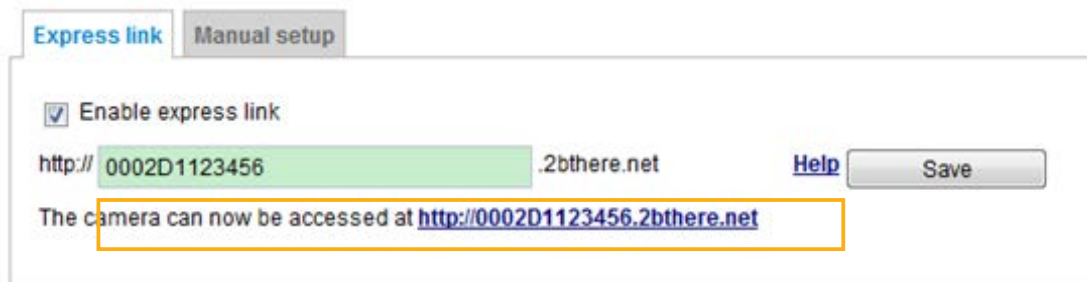 Express link Manual setup
Enable express link
http:// 0002D1123456 .2bthere.net Help Save
The camera can now be accessed at http://0002D1123456.2bthere.net